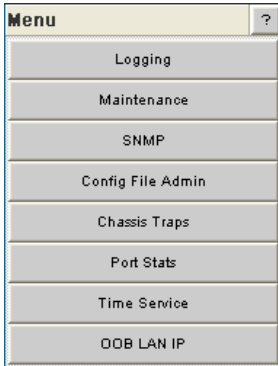 Menu ?
Logging
Maintenance
SNMP
Config File Admin
Chassis Traps
Port Stats
Time Service
OOB LAN IP